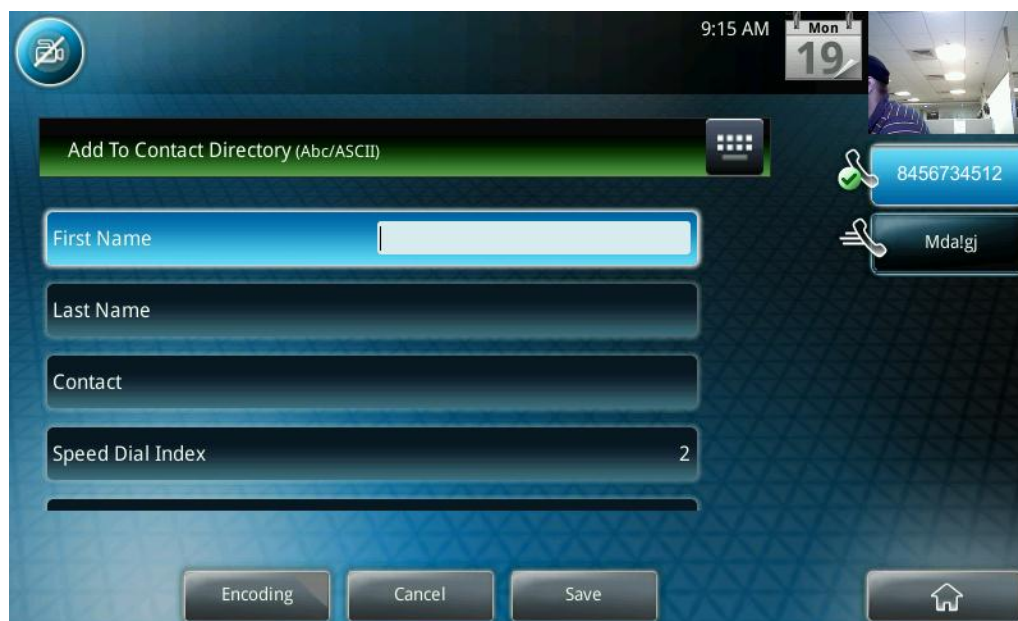 9:15 AM
Mon
19
Add To Contact Directory (Abc/ASCII)
8456734512
First Name
Mda!gj
Last Name
Contact
Speed Dial Index 2
Encoding
Cancel
Save